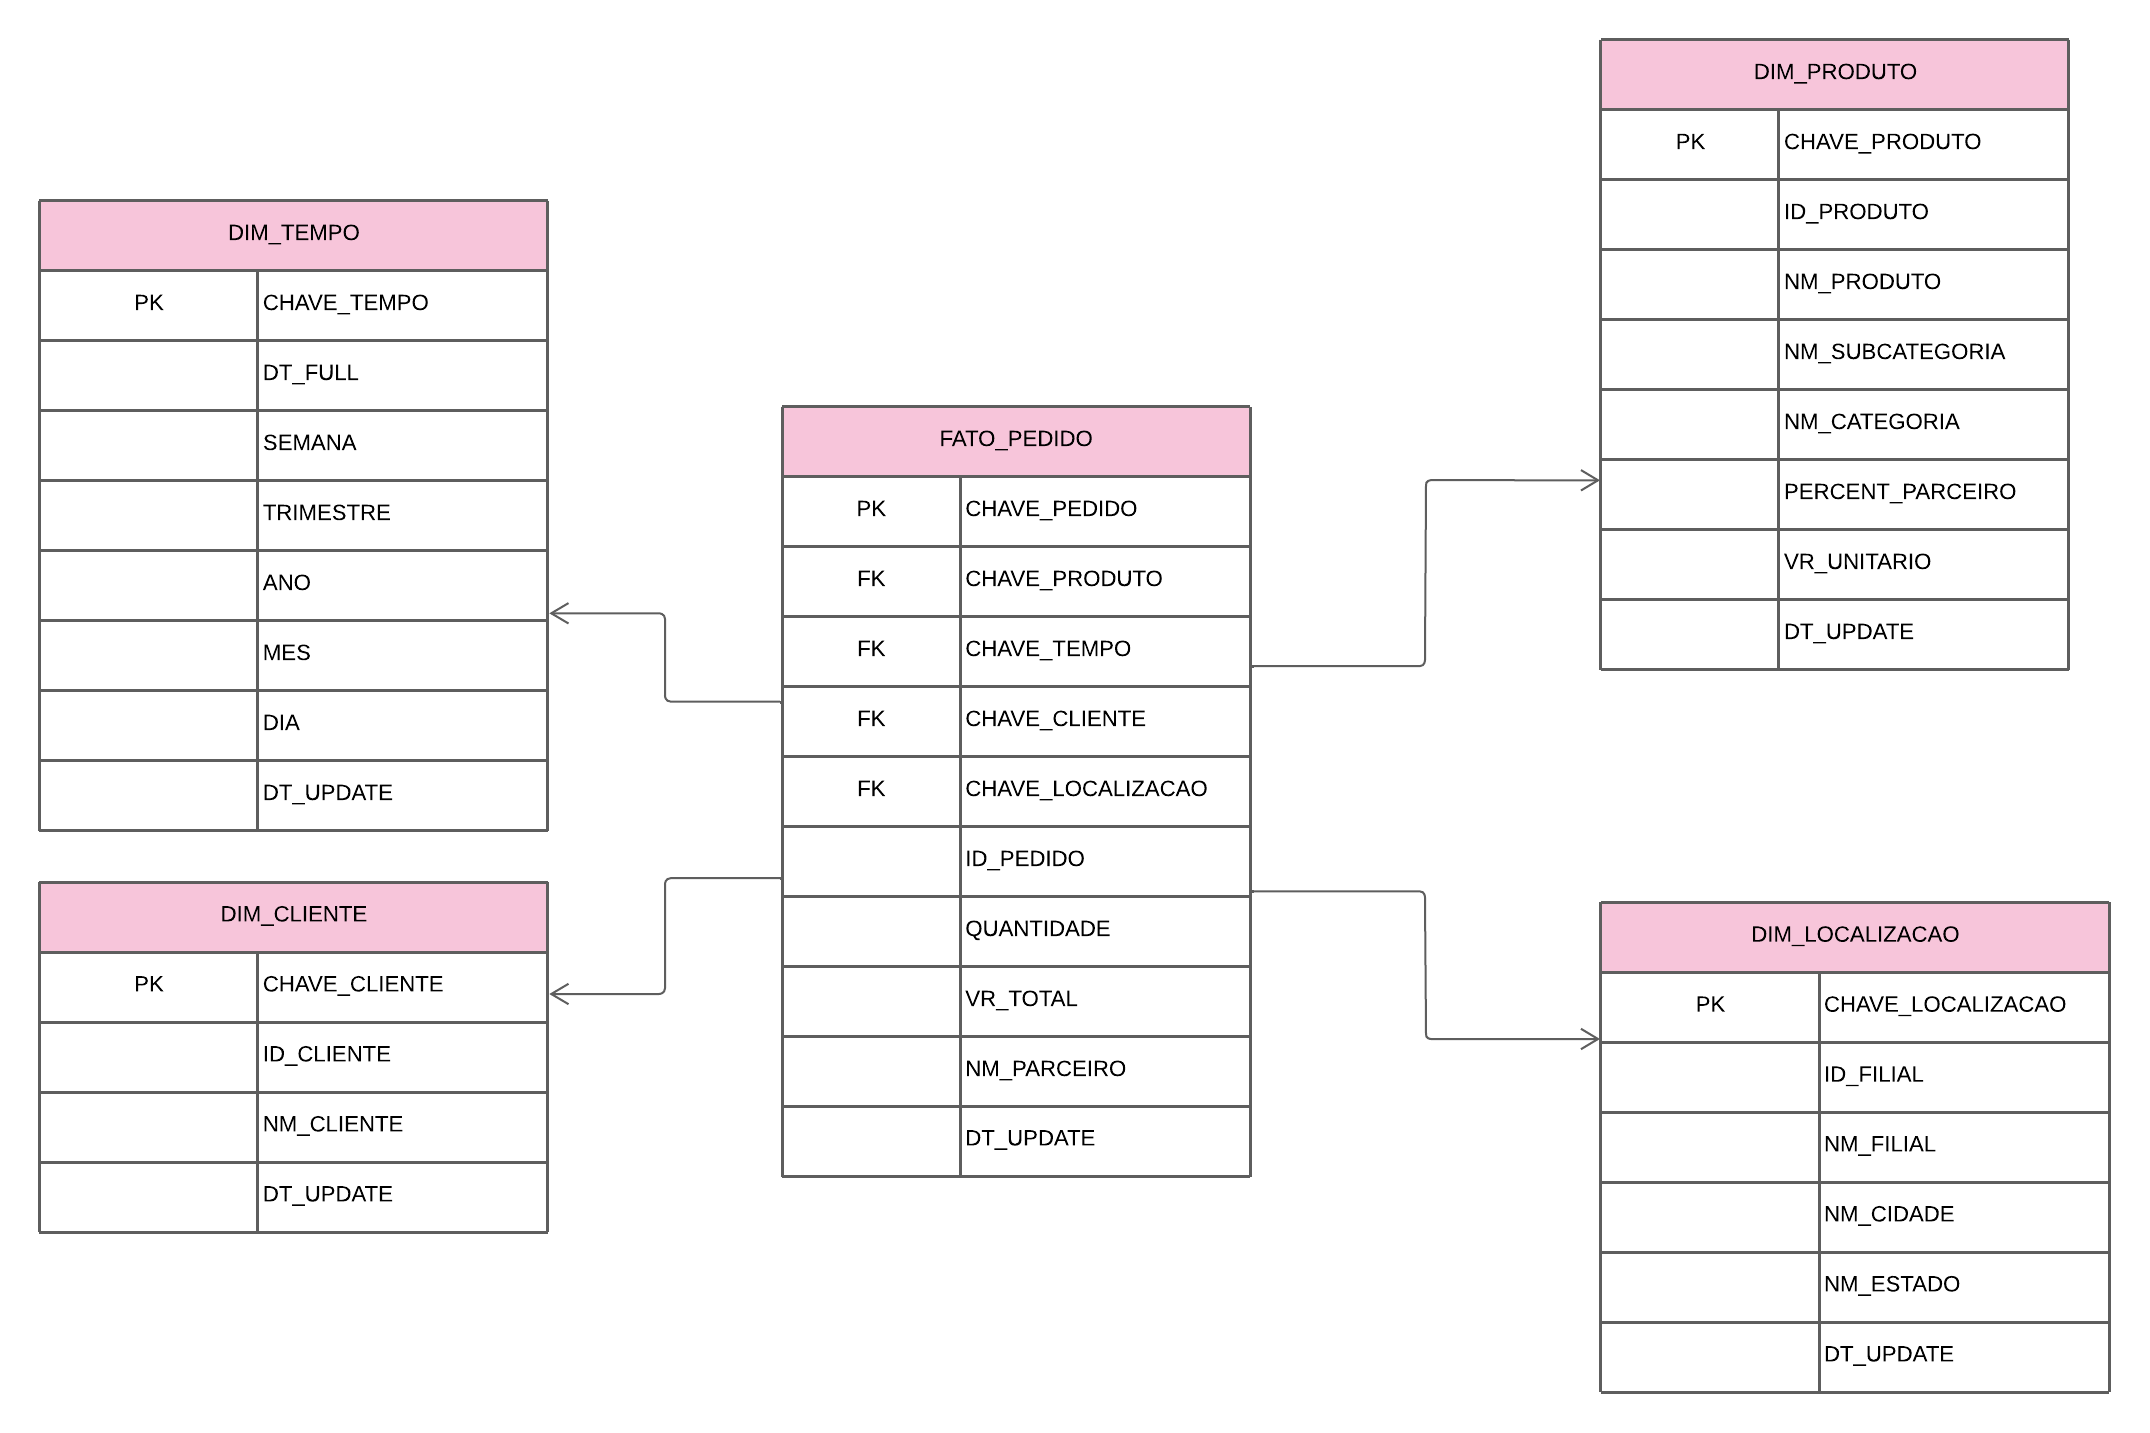 DIM_TEMPO
PK CHAVE_TEMPO
DT_FULL
SEMANA
TRIMESTRE
ANO
MES
DIA
DT_UPDATE
DIM_CLIENTE
PK CHAVE_CLIENTE
ID_CLIENTE
NM_CLIENTE
DT_UPDATE
FATO_PEDIDO
PK CHAVE_PEDIDO
FK CHAVE_PRODUTO
FK CHAVE_TEMPO
FK CHAVE_CLIENTE
FK CHAVE_LOCALIZACAO
ID_PEDIDO
QUANTIDADE
VR_TOTAL
NM_PARCEIRO
DT_UPDATE
DIM_PRODUTO
PK CHAVE_PRODUTO
ID_PRODUTO
NM_PRODUTO
NM_SUBCATEGORIA
NM_CATEGORIA
PERCENT_PARCEIRO
VR_UNITARIO
DT_UPDATE
DIM_LOCALIZACAO
PK CHAVE_LOCALIZACAO
ID_FILIAL
NM_FILIAL
NM_CIDADE
NM_ESTADO
DT_UPDATE